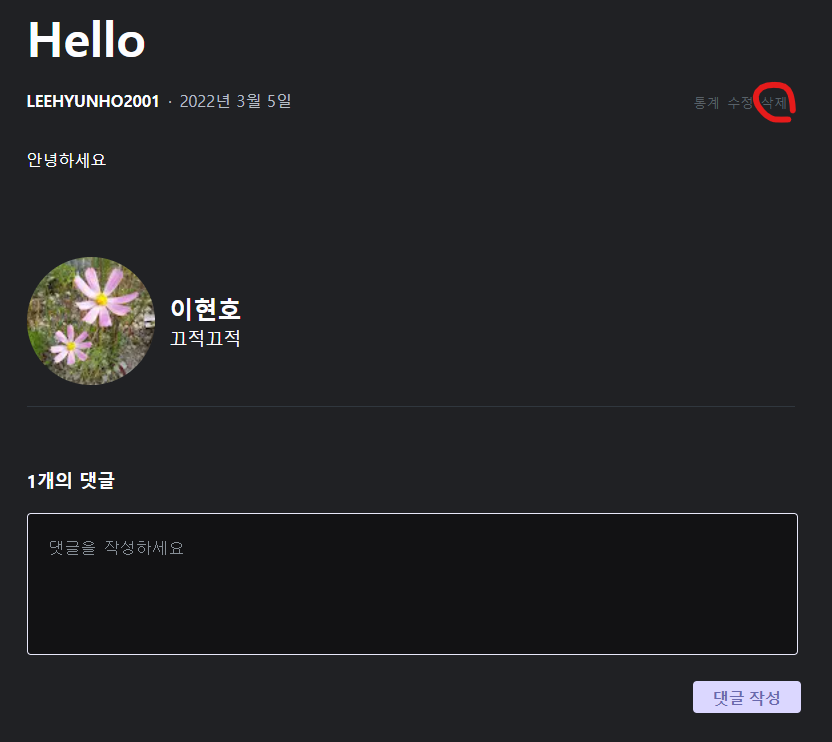 Hello
LEEHYUNHO2001 · 2022년 3월 5일
통계 수정 삭제
안녕하세요
이현호
끄적끄적
1개의 댓글
댓글을 작성하세요
댓글 작성